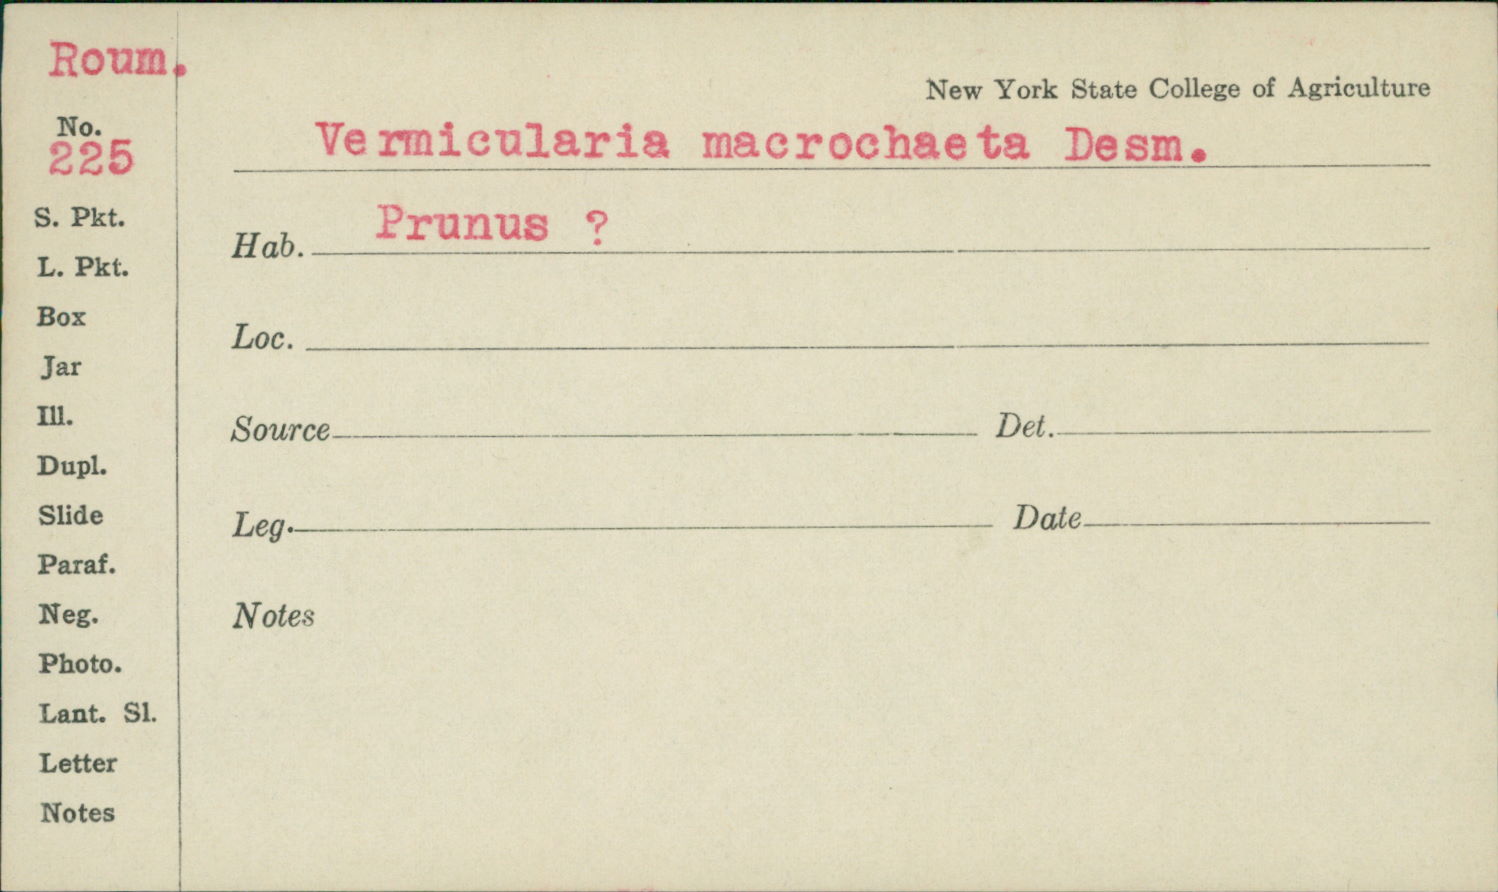 Roum.
New York State College of Agriculture
No.
225
Vermicularia macrochaeta Desm.
Hab. Prunus ?
Loc.
Source Det.
Leg. Date
Notes
S. Pkt.
L. Pkt.
Box
Jar
Ill.
Dupl.
Slide
Paraf.
Neg.
Photo.
Lant. Sl.
Letter
Notes